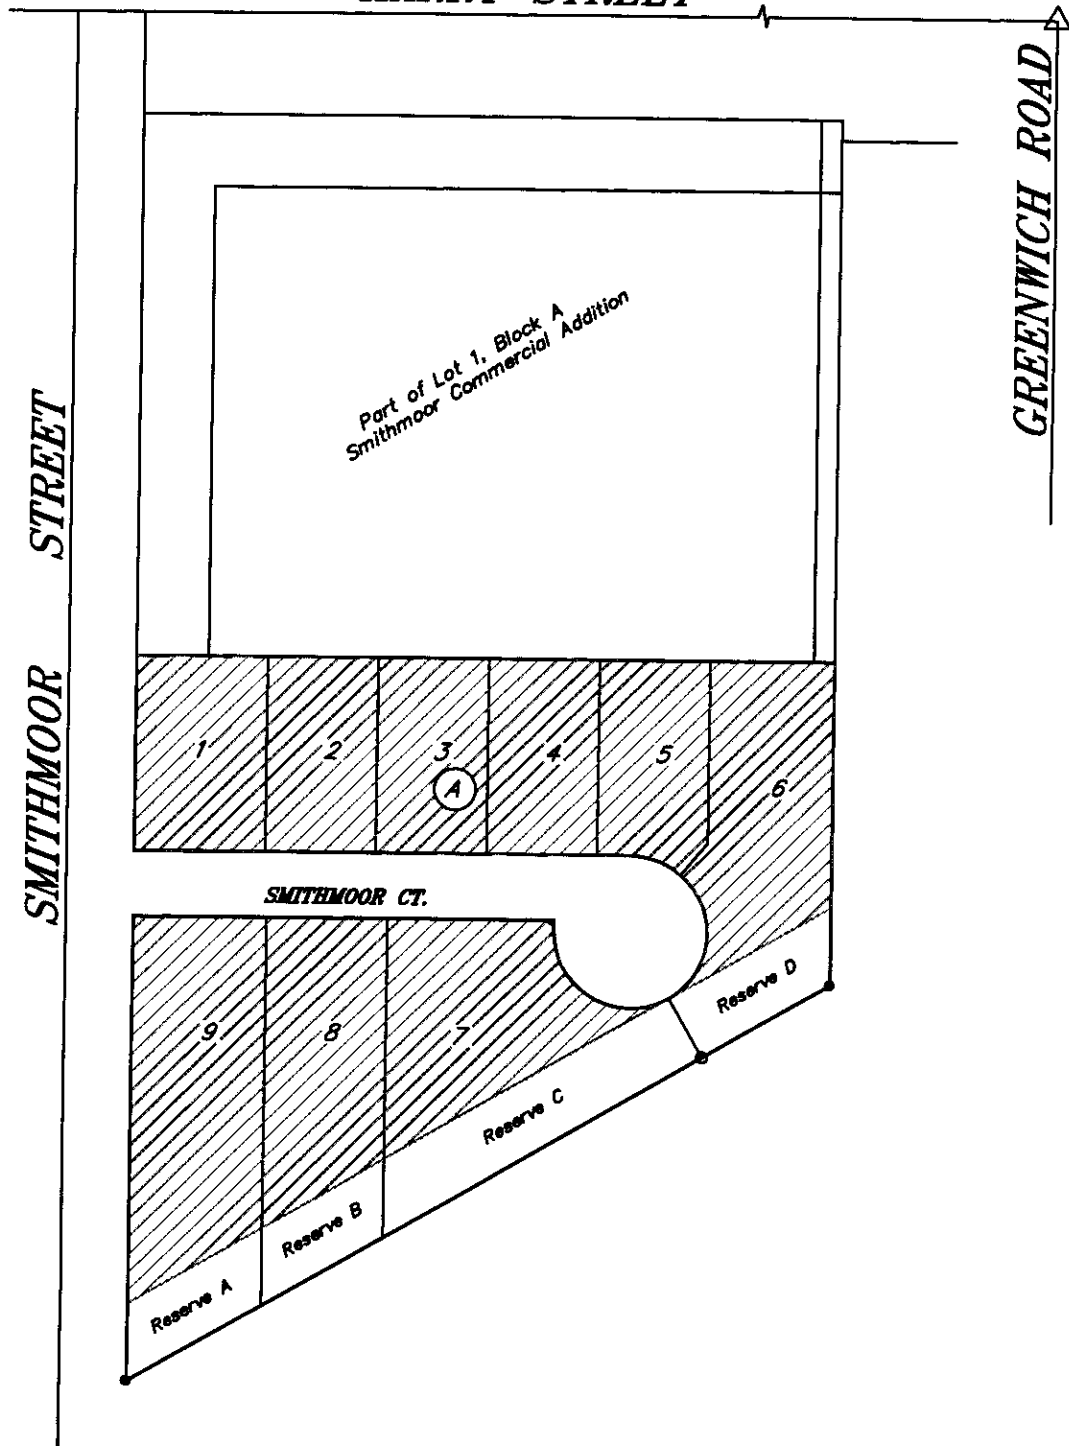 STREET
GREENWICH ROAD
Part of Lot 1, Block A
Smithmoor Commercial Addition
SMITHMOOR STREET
1
2
3
4
5
6
A
SMITHMOOR CT.
9
8
7
Reserve D
Reserve C
Reserve B
Reserve A